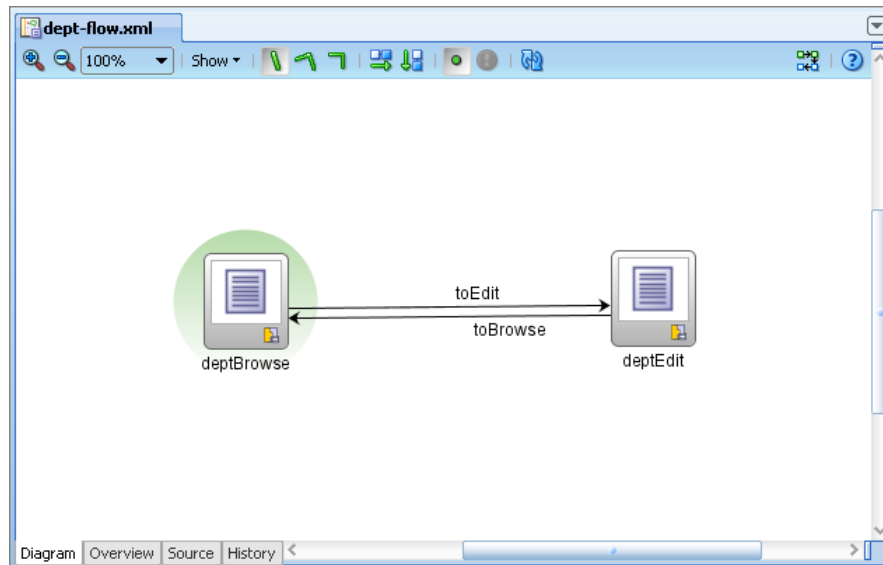 dept-flow.xml
100% Show
toEdit
toBrowse
deptBrowse
deptEdit
Diagram Overview Source History